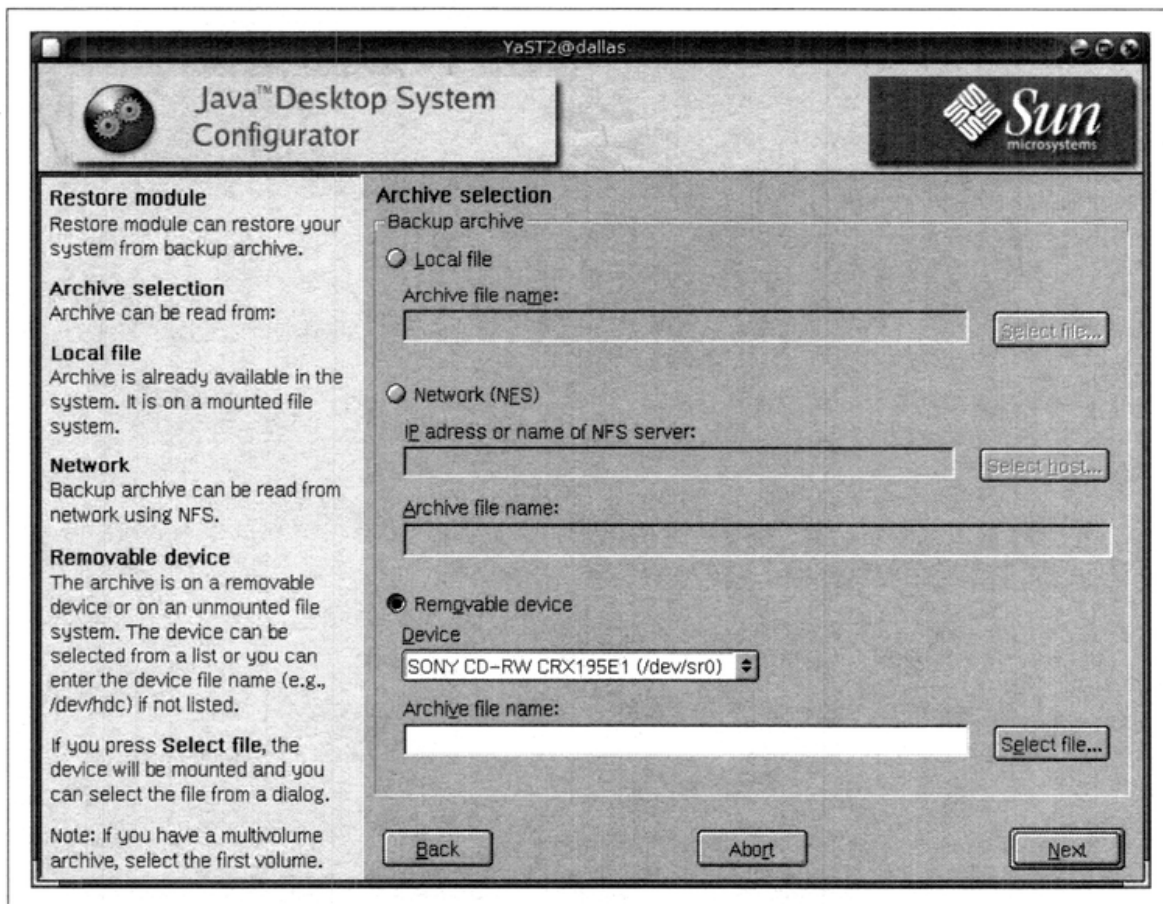 YaST2@dallas
Java™ Desktop System
Configurator
Sun
microsystems
Restore module
Restore module can restore your
system from backup archive.
Archive selection
Archive can be read from:
Local file
Archive is already available in the
system. It is on a mounted file
system.
Network
Backup archive can be read from
network using NFS.
Removable device
The archive is on a removable
device or on an unmounted file
system. The device can be
selected from a list or you can
enter the device file name (e.g.,
/dev/hdc) if not listed.
If you press Select file, the
device will be mounted and you
can select the file from a dialog.
Note: If you have a multivolume
archive, select the first volume.
Archive selection
Backup archive
Local file
Archive file name:
Select file...
Network (NFS)
IP adress or name of NFS server:
Select host...
Archive file name:
Removable device
Device
SONY CD-RW CRX195E1 (/dev/sr0)
Archive file name:
Select file...
Back
Abort
Next